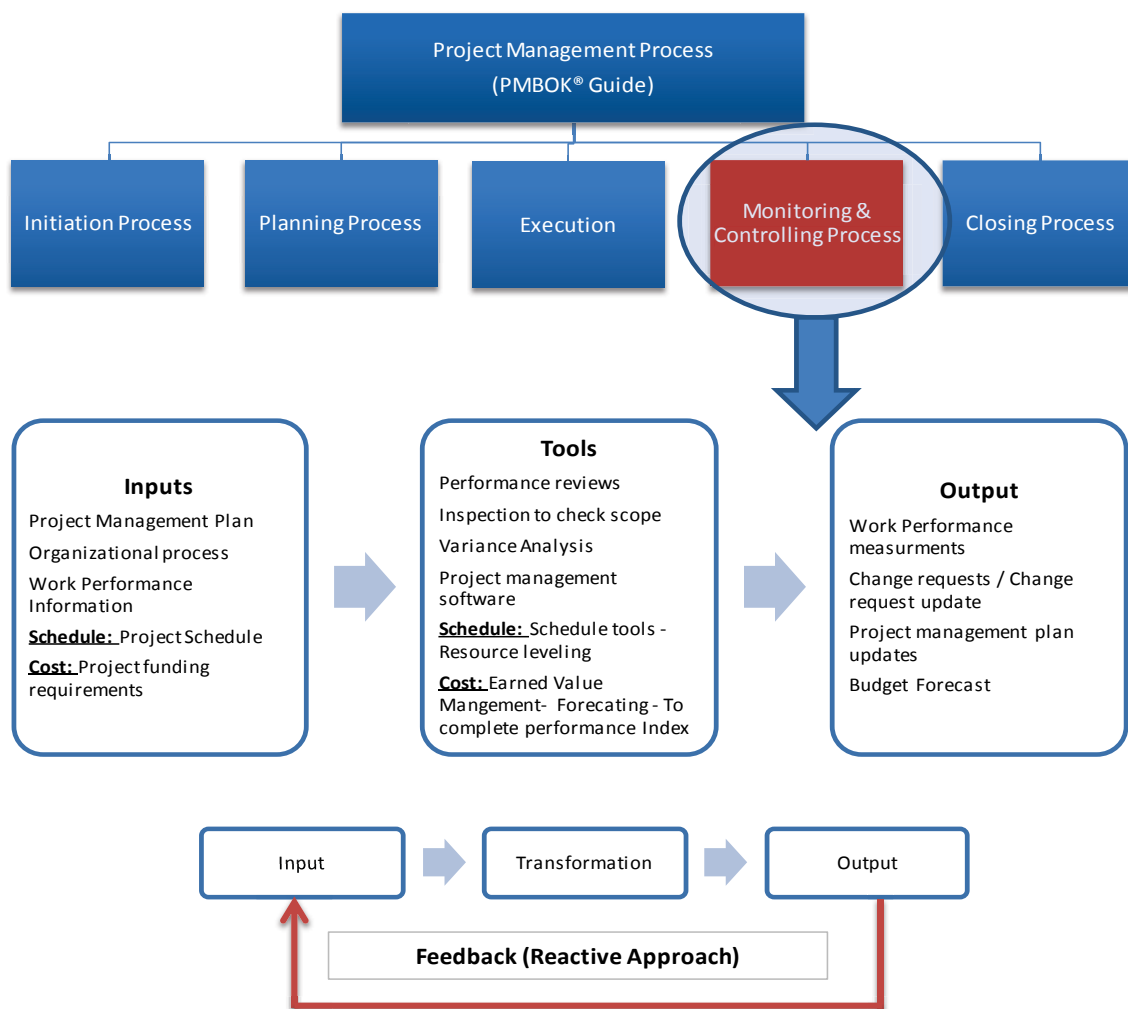 Project Management Process
(PMBOK® Guide)
Initiation Process
Planning Process
Execution
Monitoring &
Controlling Process
Closing Process
Inputs
Project Management Plan
Organizational process
Work Performance
Information
Schedule: Project Schedule
Cost: Project funding
requirements
Tools
Performance reviews
Inspection to check scope
Variance Analysis
Project management
software
Schedule: Schedule tools -
Resource leveling
Cost: Earned Value
Mangement- Forecating - To
complete performance Index
Output
Work Performance
measurments
Change requests / Change
request update
Project management plan
updates
Budget Forecast
Input
Transformation
Output
Feedback (Reactive Approach)